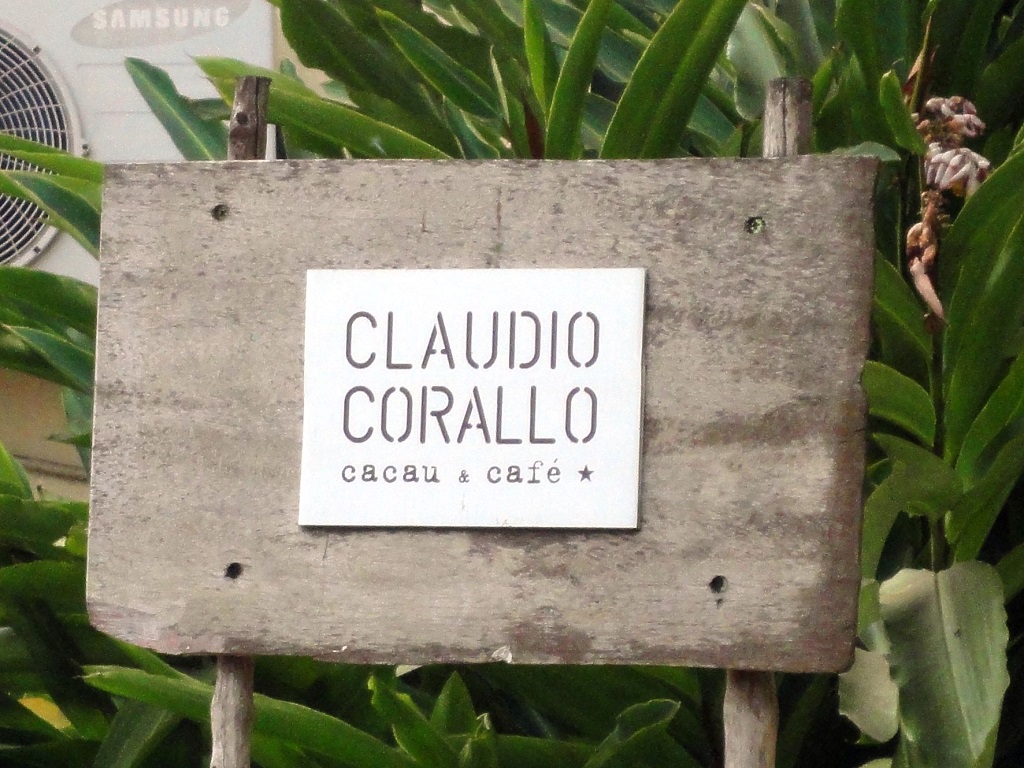 SAMSUNG
CLAUDIO
CORALLO
cacau & café ★